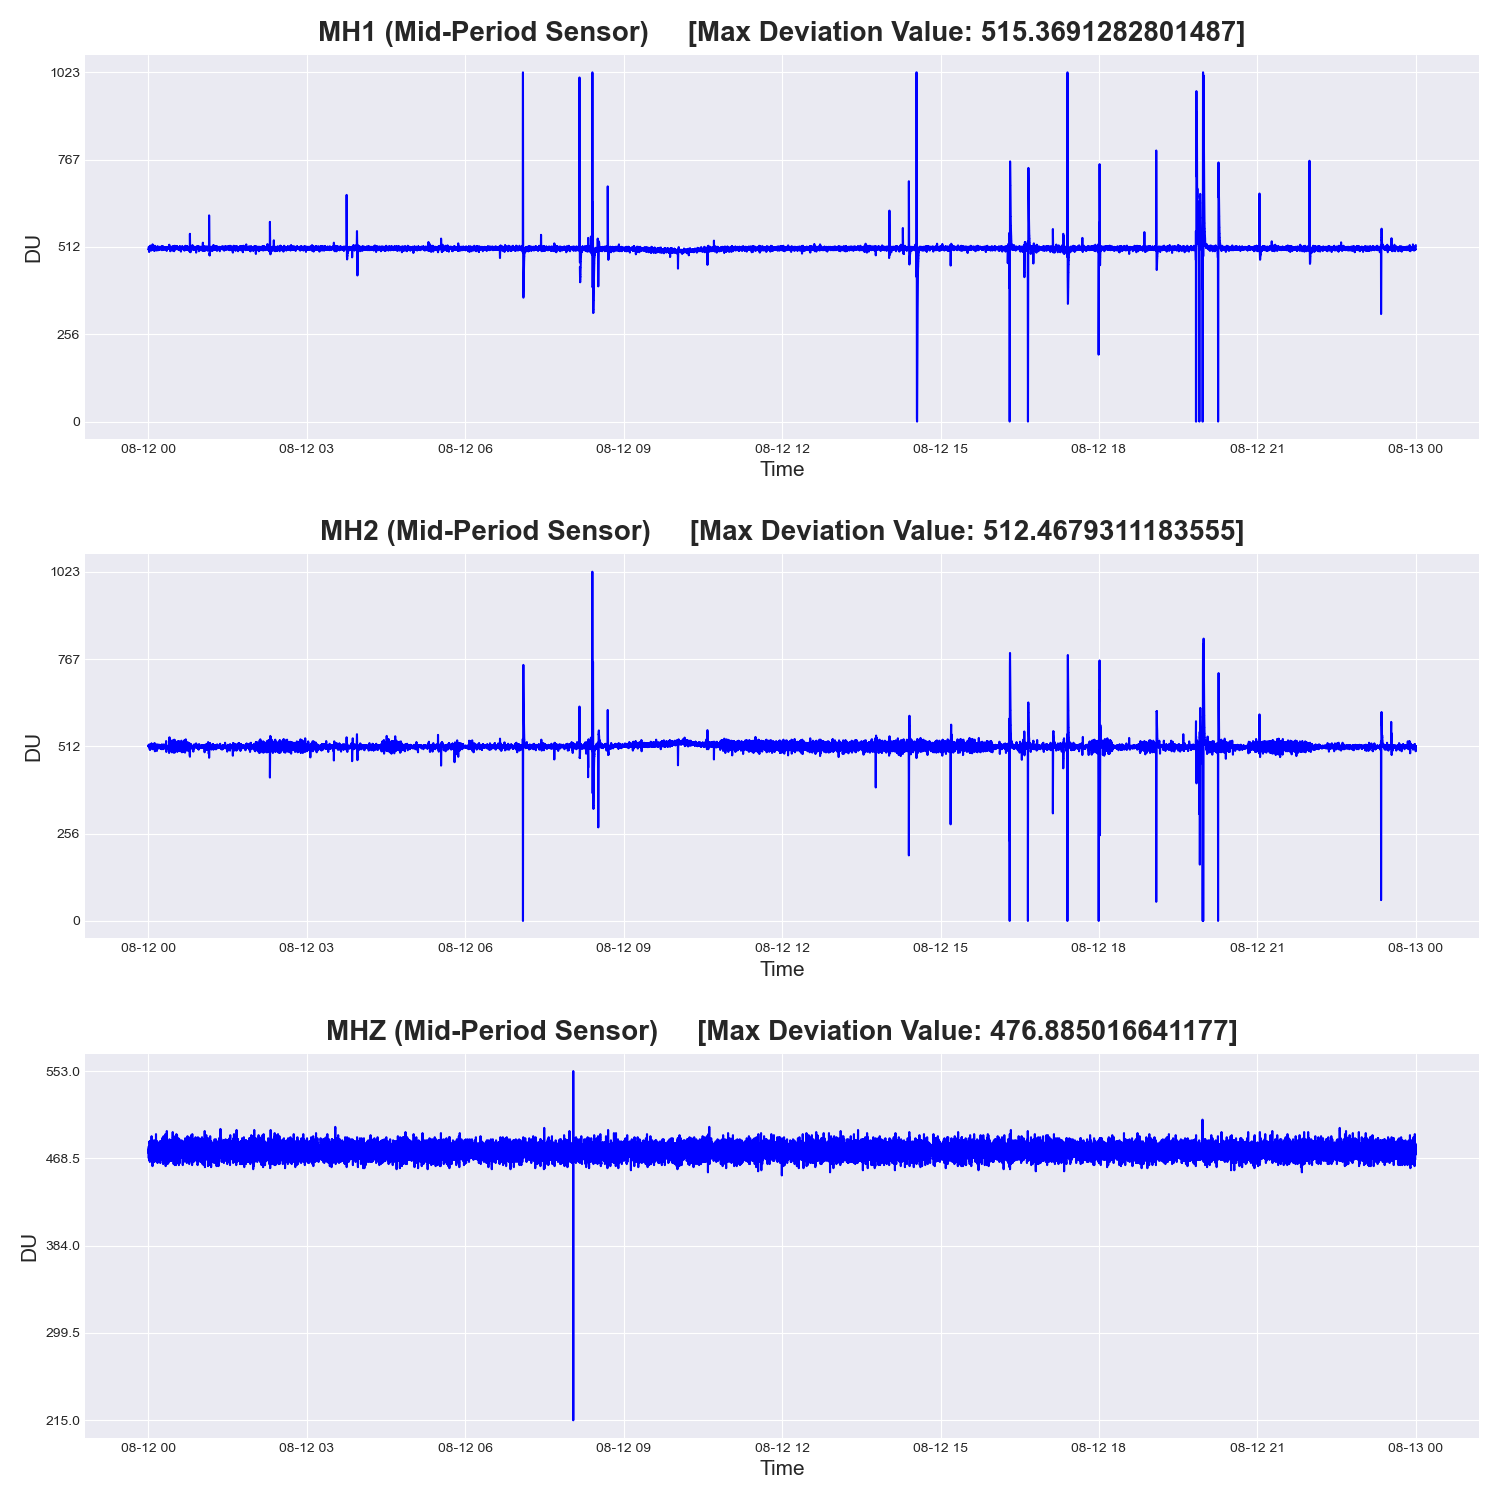 MH1 (Mid-Period Sensor) [Max Deviation Value: 515.3691282801487]
1023
767
512
256
0
DU
08-12 00 08-12 03 08-12 06 08-12 09 08-12 12 08-12 15 08-12 18 08-12 21 08-13 00
Time
MH2 (Mid-Period Sensor) [Max Deviation Value: 512.4679311183555]
1023
767
512
256
0
DU
08-12 00 08-12 03 08-12 06 08-12 09 08-12 12 08-12 15 08-12 18 08-12 21 08-13 00
Time
MHZ (Mid-Period Sensor) [Max Deviation Value: 476.885016641177]
553.0
468.5
384.0
299.5
215.0
DU
08-12 00 08-12 03 08-12 06 08-12 09 08-12 12 08-12 15 08-12 18 08-12 21 08-13 00
Time